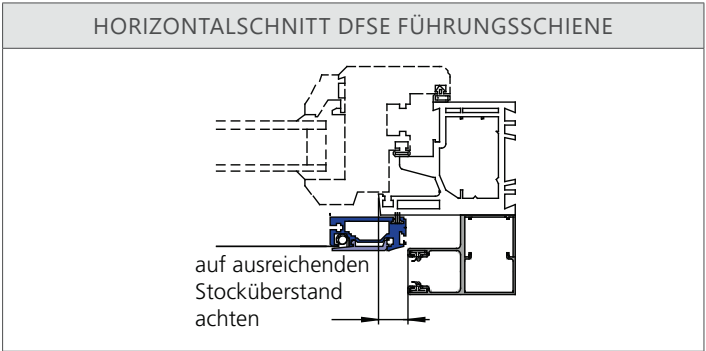 HORIZONTALSCHNITT DFSE FÜHRUNGSSCHIENE
auf ausreichenden
Stocküberstand
achten